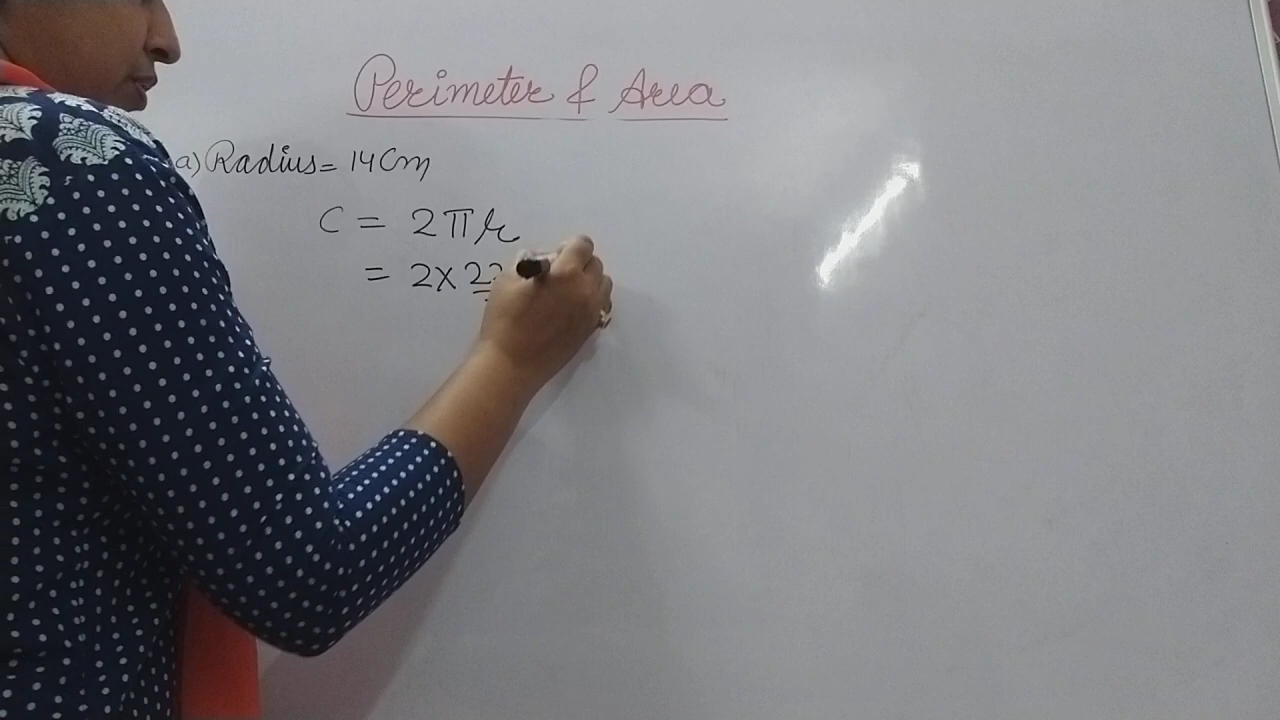 Perimeter & Area
a) Radius = 14 Cm
C = 2πr
= 2 × 22